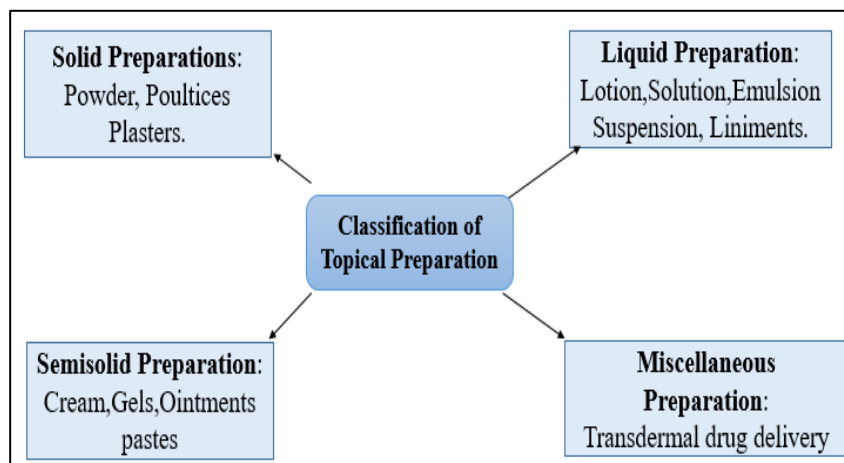 Solid Preparations:
Powder, Poultices
Plasters.
Liquid Preparation:
Lotion,Solution,Emulsion
Suspension, Liniments.
Classification of
Topical Preparation
Semisolid Preparation:
Cream,Gels,Ointments
pastes
Miscellaneous
Preparation:
Transdermal drug delivery